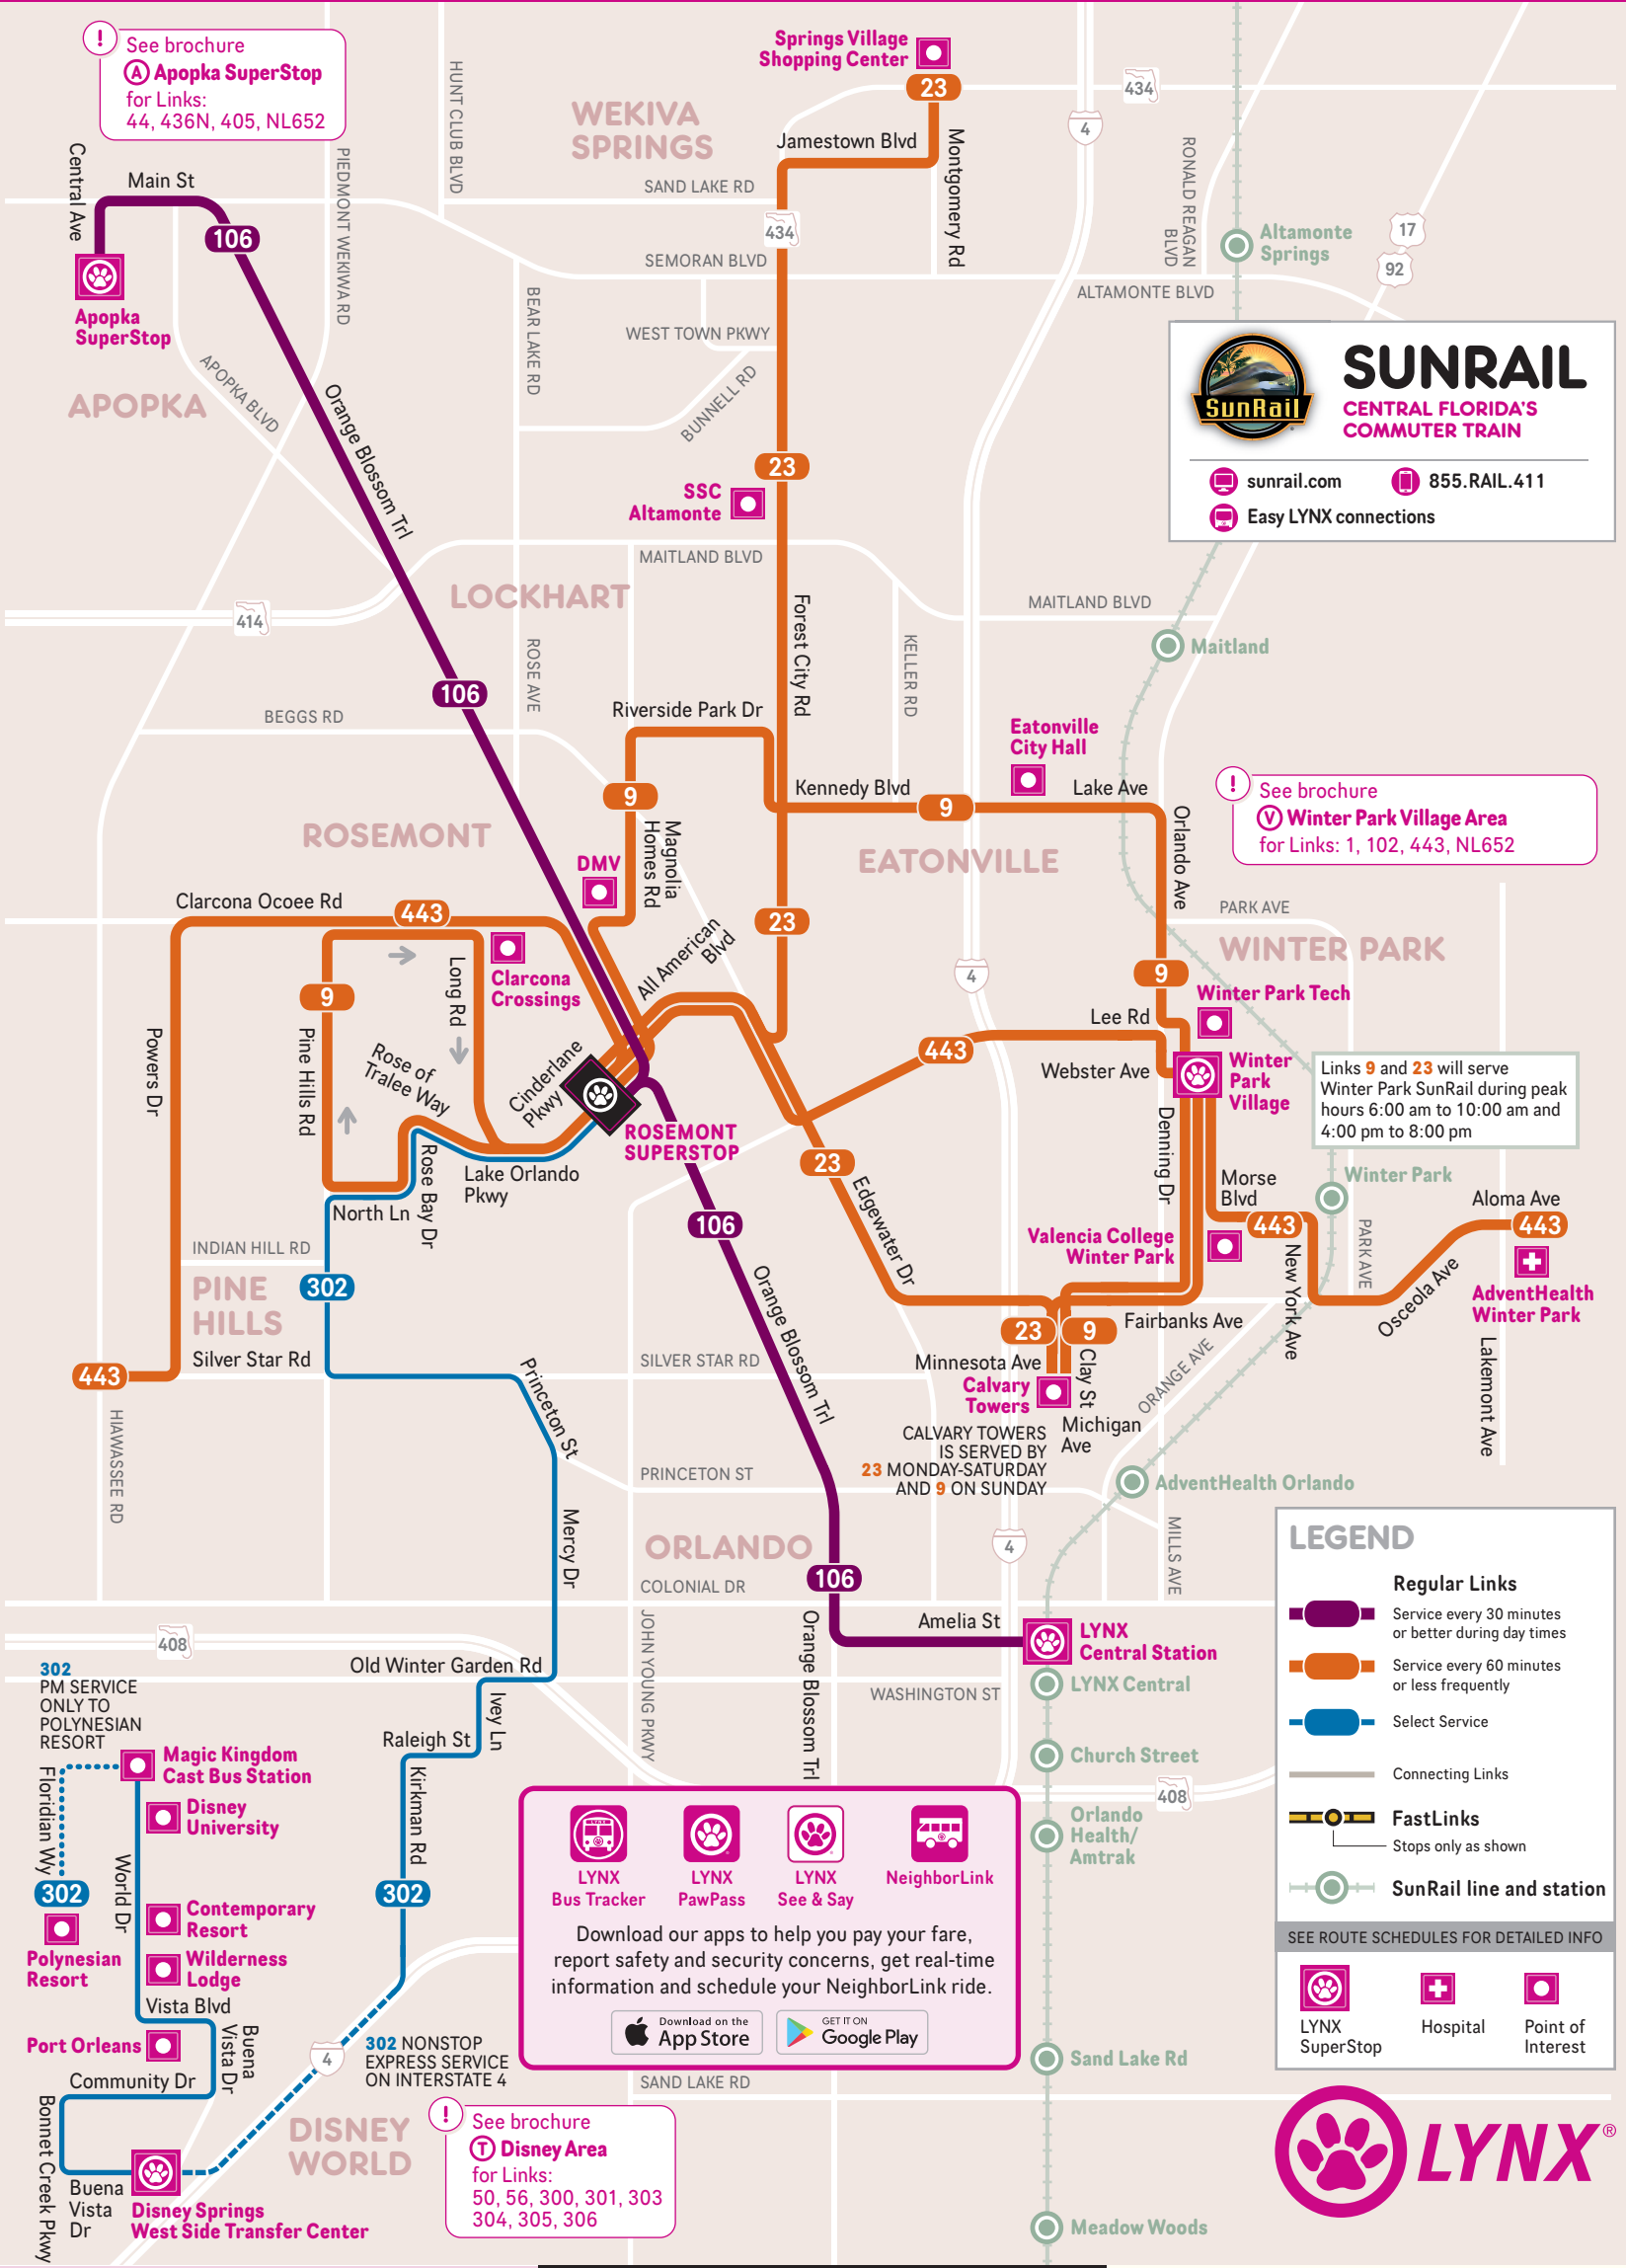 !
See brochure
A Apopka SuperStop
for Links:
44, 436N, 405, NL652
Springs Village
Shopping Center
23
434
4
HUNT CLUB BLVD
WEKIVA
SPRINGS
Jamestown Blvd
Montgomery Rd
RONALD REAGAN
BLVD
Central Ave
Main St
PIEDMONT WEKIWA RD
SAND LAKE RD
106
434
SEMORAN BLVD
Altamonte
Springs
17
92
ALTAMONTE BLVD
Apopka
SuperStop
BEAR LAKE RD
WEST TOWN PKWY
BUNNELL RD
APOPKA BLVD
APOPKA
Orange Blossom Trl
SunRail
SUNRAIL
CENTRAL FLORIDA'S
COMMUTER TRAIN
sunrail.com
855.RAIL.411
Easy LYNX connections
23
SSC
Altamonte
MAITLAND BLVD
LOCKHART
414
Forest City Rd
MAITLAND BLVD
ROSE AVE
KELLER RD
Maitland
106
BEGGS RD
Riverside Park Dr
Eatonville
City Hall
9
Kennedy Blvd
9
Lake Ave
Orlando Ave
!
See brochure
V Winter Park Village Area
for Links: 1, 102, 443, NL652
ROSEMONT
Magnolia
Homes Rd
DMV
EATONVILLE
Clarcona Ocoee Rd
443
23
PARK AVE
WINTER PARK
All American
Blvd
Clarcona
Crossings
Long Rd
9
4
9
Winter Park Tech
Lee Rd
443
Powers Dr
Pine Hills Rd
Rose of
Tralee Way
Cinderlane
Pkwy
Webster Ave
Winter
Park
Village
Links 9 and 23 will serve
Winter Park SunRail during peak
hours 6:00 am to 10:00 am and
4:00 pm to 8:00 pm
ROSEMONT
SUPERSTOP
Denning Dr
23
Rose Bay Dr
Lake Orlando
Pkwy
Edgewater Dr
Morse
Blvd
Winter Park
Aloma Ave
North Ln
106
443
443
INDIAN HILL RD
Valencia College
Winter Park
New York Ave
PARK AVE
Osceola Ave
AdventHealth
Winter Park
302
PINE
HILLS
Orange Blossom Trl
23
9
Fairbanks Ave
Silver Star Rd
443
Princeton St
SILVER STAR RD
Minnesota Ave
Calvary
Towers
Clay St
ORANGE AVE
Lakemont Ave
Michigan
Ave
HIAWASSEE RD
CALVARY TOWERS
IS SERVED BY
23 MONDAY-SATURDAY
AND 9 ON SUNDAY
PRINCETON ST
AdventHealth Orlando
Mercy Dr
ORLANDO
4
MILLS AVE
106
COLONIAL DR
JOHN YOUNG PKWY
Orange Blossom Trl
Amelia St
LYNX
Central Station
408
Old Winter Garden Rd
WASHINGTON ST
LYNX Central
302
PM SERVICE
ONLY TO
POLYNESIAN
RESORT
Ivey Ln
Raleigh St
Church Street
Magic Kingdom
Cast Bus Station
Floridian Wy
Kirkman Rd
408
Disney
University
Orlando
Health/
Amtrak
World Dr
302
302
Contemporary
Resort
Polynesian
Resort
Wilderness
Lodge
Vista Blvd
Buena
Vista Dr
Port Orleans
4
302 NONSTOP
EXPRESS SERVICE
ON INTERSTATE 4
Community Dr
Bonnet Creek Pkwy
DISNEY
WORLD
Buena
Vista
Dr
Disney Springs
West Side Transfer Center
LYNX
Bus Tracker
LYNX
PawPass
LYNX
See & Say
NeighborLink
Download our apps to help you pay your fare,
report safety and security concerns, get real-time
information and schedule your NeighborLink ride.
Download on the
App Store
GET IT ON
Google Play
Sand Lake Rd
SAND LAKE RD
!
See brochure
T Disney Area
for Links:
50, 56, 300, 301, 303
304, 305, 306
Meadow Woods
LEGEND
Regular Links
Service every 30 minutes
or better during day times
Service every 60 minutes
or less frequently
Select Service
Connecting Links
FastLinks
Stops only as shown
SunRail line and station
SEE ROUTE SCHEDULES FOR DETAILED INFO
LYNX
SuperStop
Hospital
Point of
Interest
LYNX®